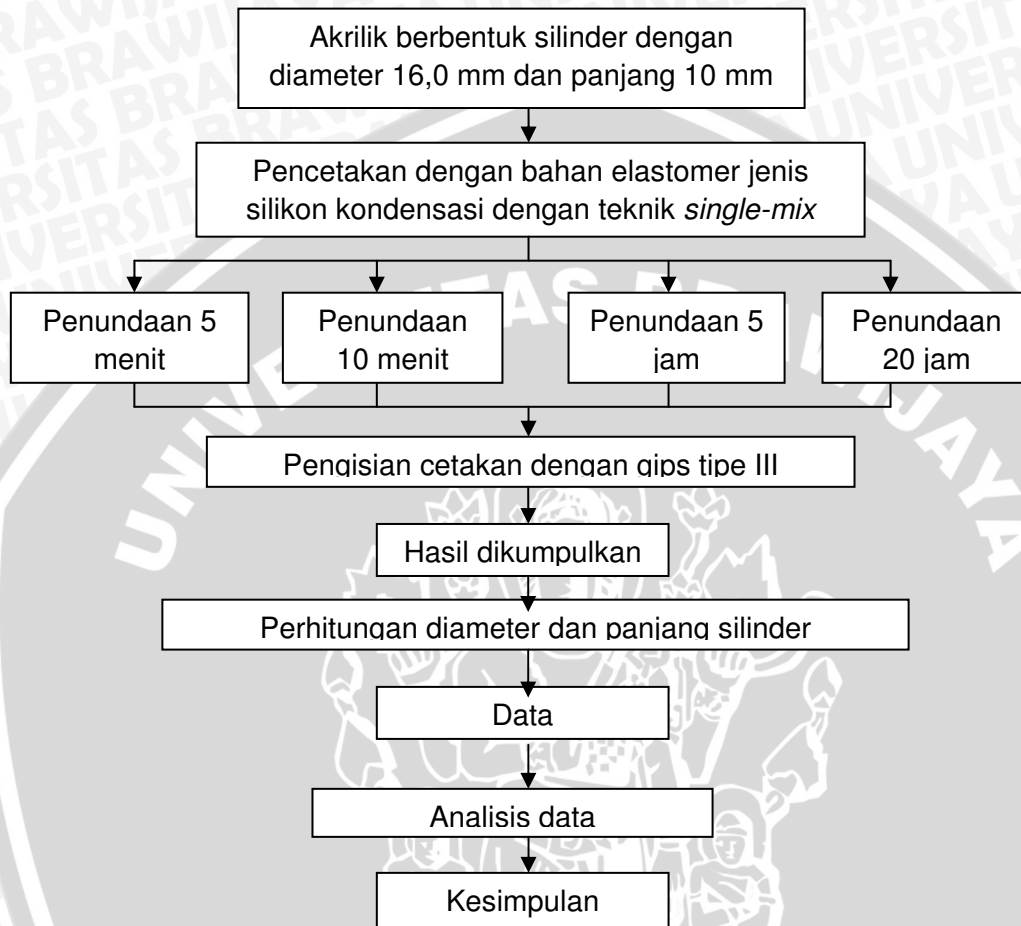 Akrilik berbentuk silinder dengan
diameter 16,0 mm dan panjang 10 mm
Pencetakan dengan bahan elastomer jenis
silikon kondensasi dengan teknik single-mix
Penundaan 5
menit
Penundaan
10 menit
Penundaan 5
jam
Penundaan
20 jam
Pengisian cetakan dengan gips tipe III
Hasil dikumpulkan
Perhitungan diameter dan panjang silinder
Data
Analisis data
Kesimpulan